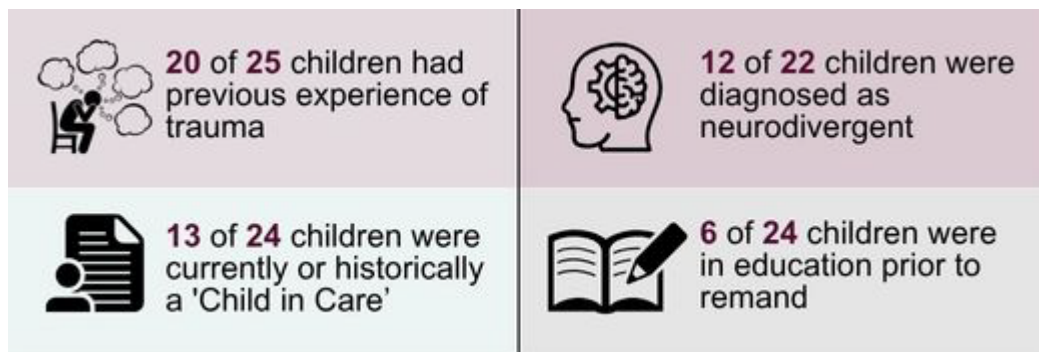 20 of 25 children had
previous experience of
trauma
12 of 22 children were
diagnosed as
neurodivergent
13 of 24 children were
currently or historically
a 'Child in Care’
6 of 24 children were
in education prior to
remand